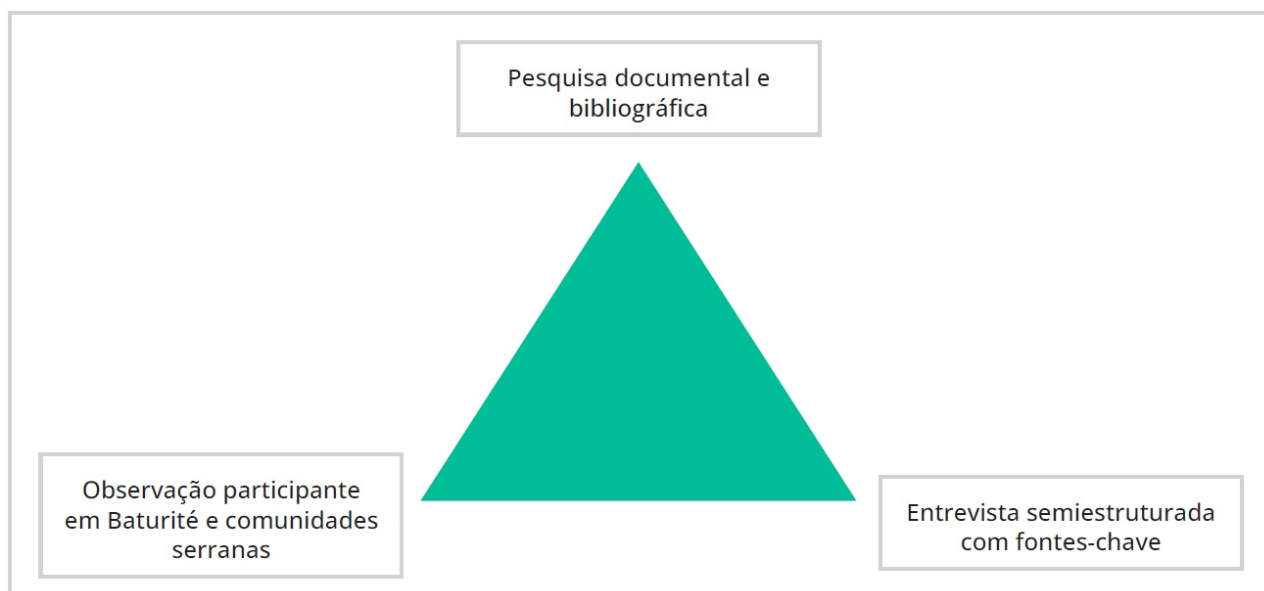 Pesquisa documental e
bibliográfica
Observação participante
em Baturité e comunidades
serranas
Entrevista semiestruturada
com fontes-chave